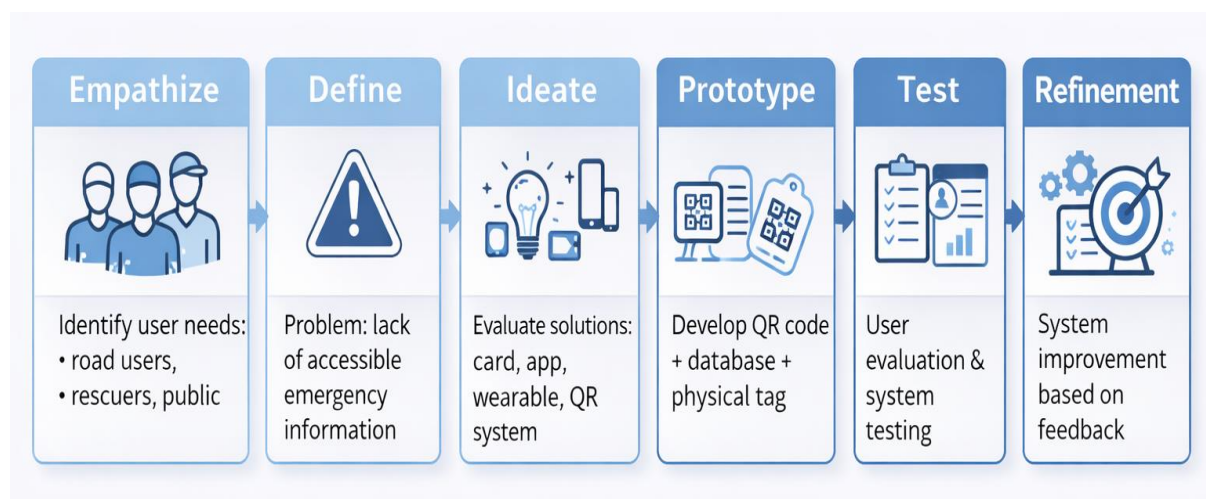 Empathize
Identify user needs:
• road users,
• rescuers, public
Define
Problem: lack
of accessible
emergency
information
Ideate
Evaluate solutions:
card, app,
wearable, QR
system
Prototype
Develop QR code
+ database +
physical tag
Test
User
evaluation &
system
testing
Refinement
System
improvement
based on
feedback